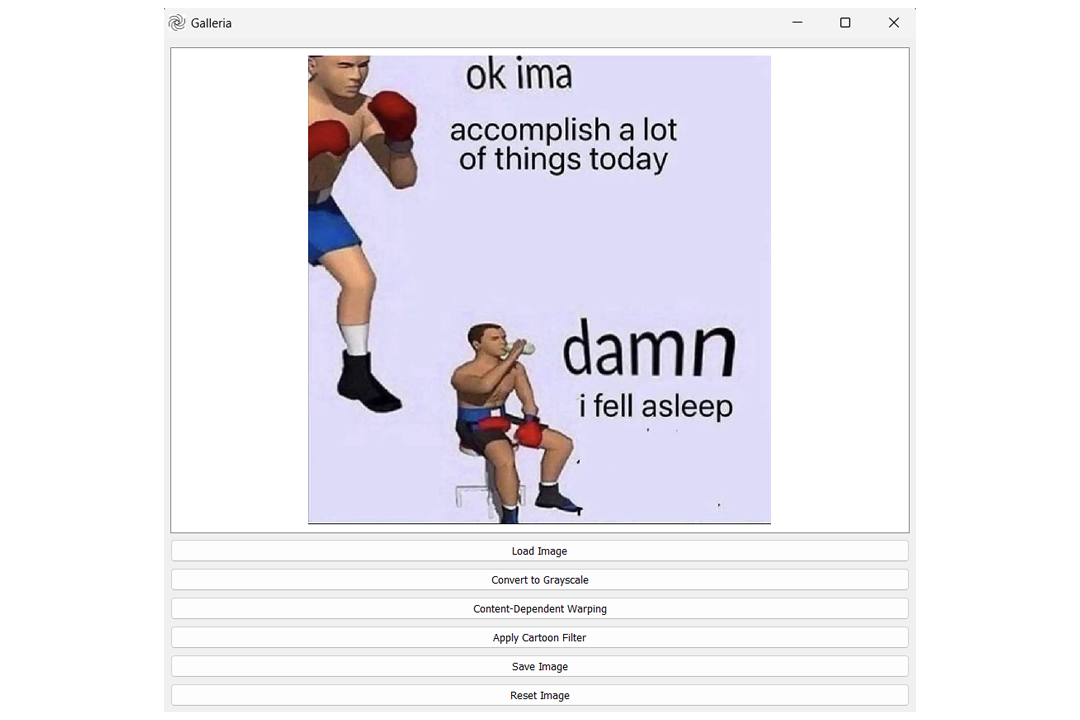 Galleria
ok ima
accomplish a lot
of things today
damn
i fell asleep
Load Image
Convert to Grayscale
Content-Dependent Warping
Apply Cartoon Filter
Save Image
Reset Image